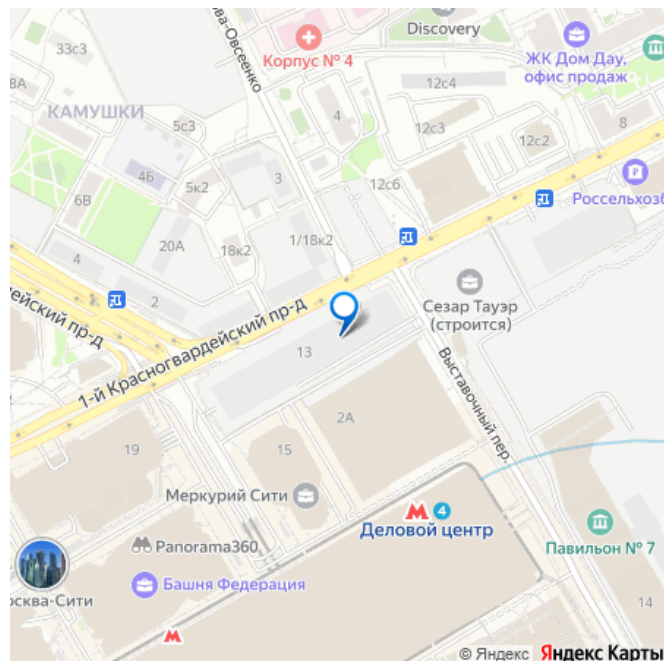 33с3
ова-Овсеенко
Discovery
Корпус № 4
ЖК Дом Дау,
офис продаж
8А
12с4
КАМУШКИ
5с3
4
12с3
12с2
8
4Б
5к2
3
12с6
6В
Россельхозб
20А
18к2
1/18к2
4
2
Сезар Тауэр
(строится)
дейский пр-д
1-й Красногвардейский пр-д
13
Выставочный пер.
2А
19
15
Меркурий Сити
4
Деловой центр
Panorama360
Павильон № 7
Башня Федерация
осква-Сити
14
© Яндекс Яндекс Карты